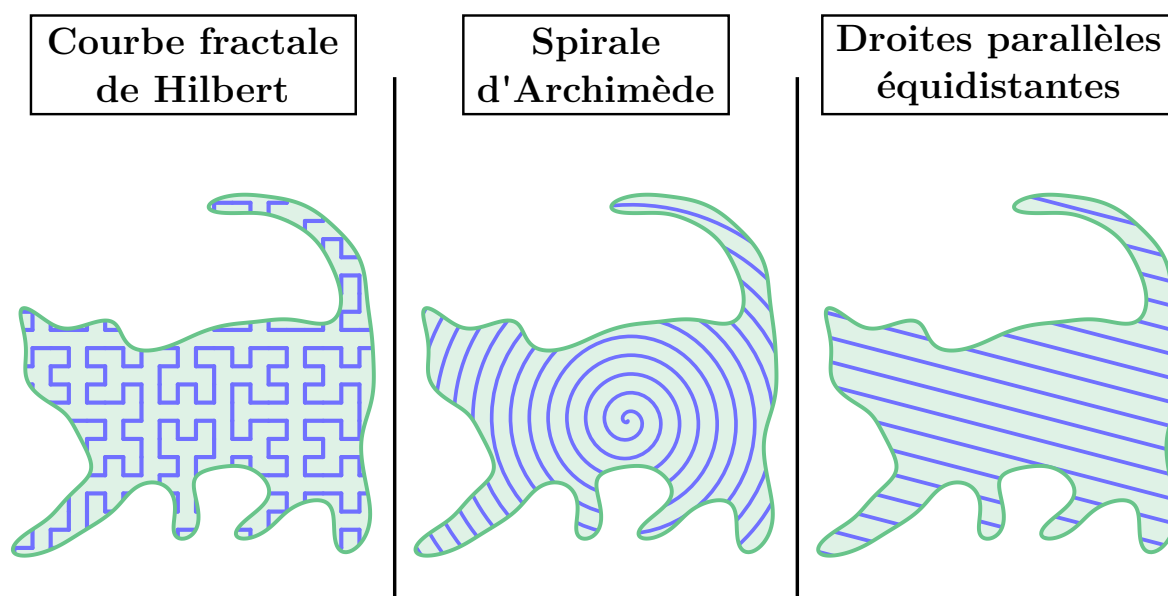 Courbe fractale
de Hilbert
Spirale
d'Archimède
Droites parallèles
équidistantes